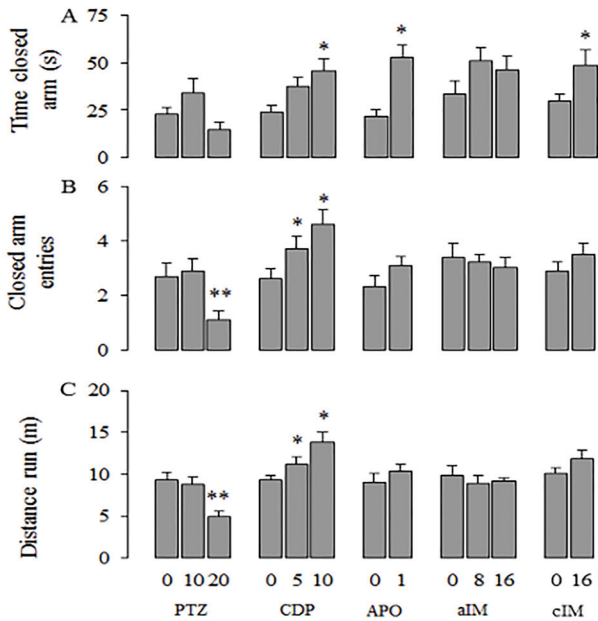 A
Time closed
arm (s)
75
50
25
0
* * *
B
Closed arm
entries
6
4
2
0
** * *
C
Distance run (m)
20
15
10
5
0
** * *
0 10 20 0 5 10 0 1 0 8 16 0 16
PTZ CDP APO aIM cIM